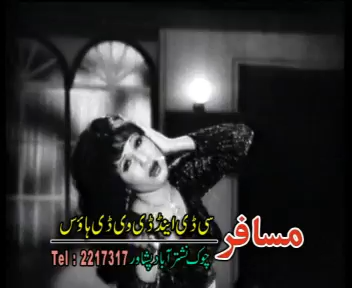 مسافر سی ڈی اینڈ ڈی وی ڈی ہاؤس
چوک نشتر آباد پشاور Tel : 2217317